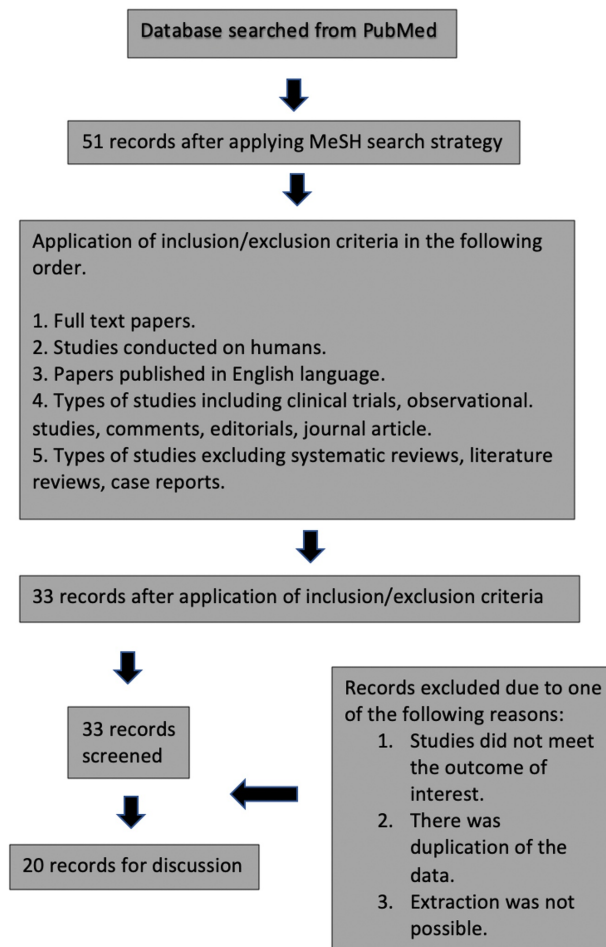 Database searched from PubMed
51 records after applying MeSH search strategy
Application of inclusion/exclusion criteria in the following
order.
1. Full text papers.
2. Studies conducted on humans.
3. Papers published in English language.
4. Types of studies including clinical trials, observational.
studies, comments, editorials, journal article.
5. Types of studies excluding systematic reviews, literature
reviews, case reports.
33 records after application of inclusion/exclusion criteria
33 records
screened
Records excluded due to one
of the following reasons:
1. Studies did not meet
the outcome of
interest.
2. There was
duplication of the
data.
3. Extraction was not
possible.
20 records for discussion